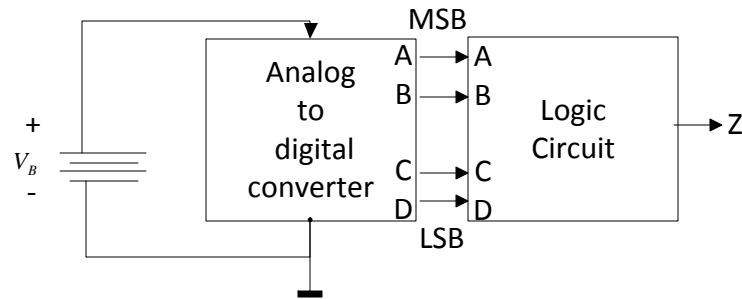 MSB
A
B
C
D
Analog
to
digital
converter
A
B
C
D
Logic
Circuit
Z
+
V_B
-
LSB